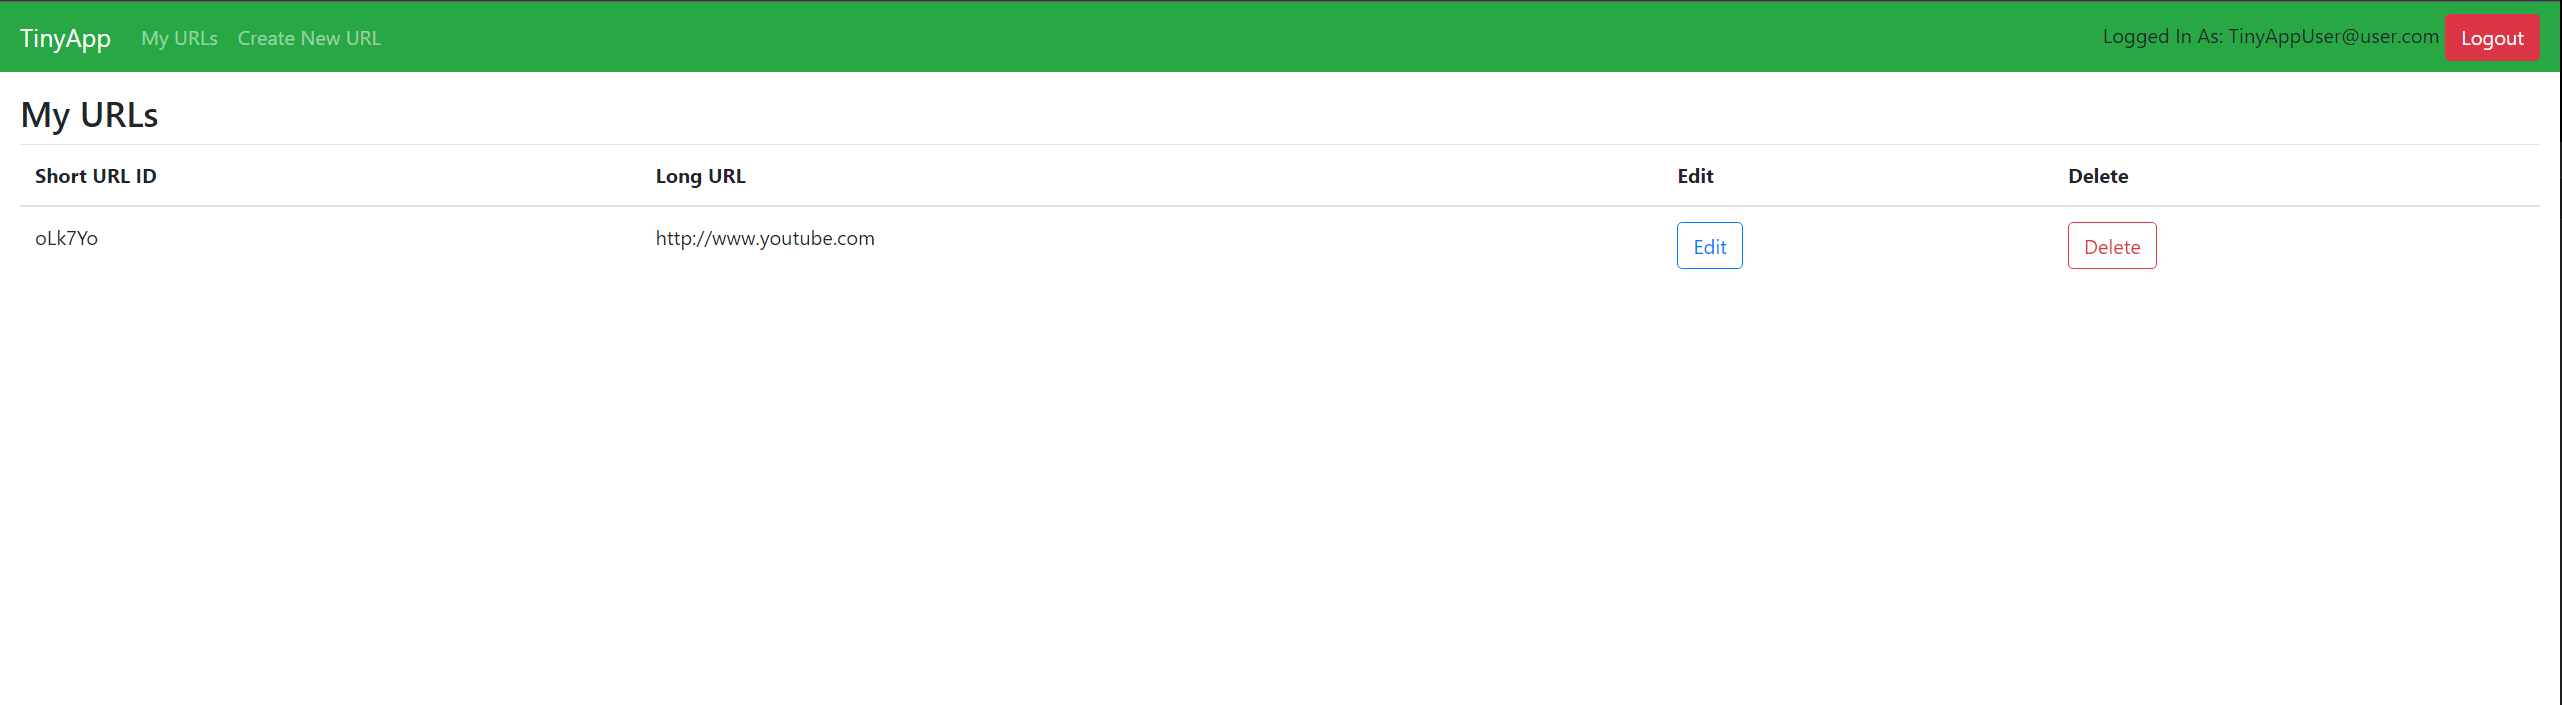 TinyApp My URLs Create New URL Logged In As: TinyAppUser@user.com Logout
My URLs
Short URL ID Long URL Edit Delete
oLk7Yo http://www.youtube.com Edit Delete